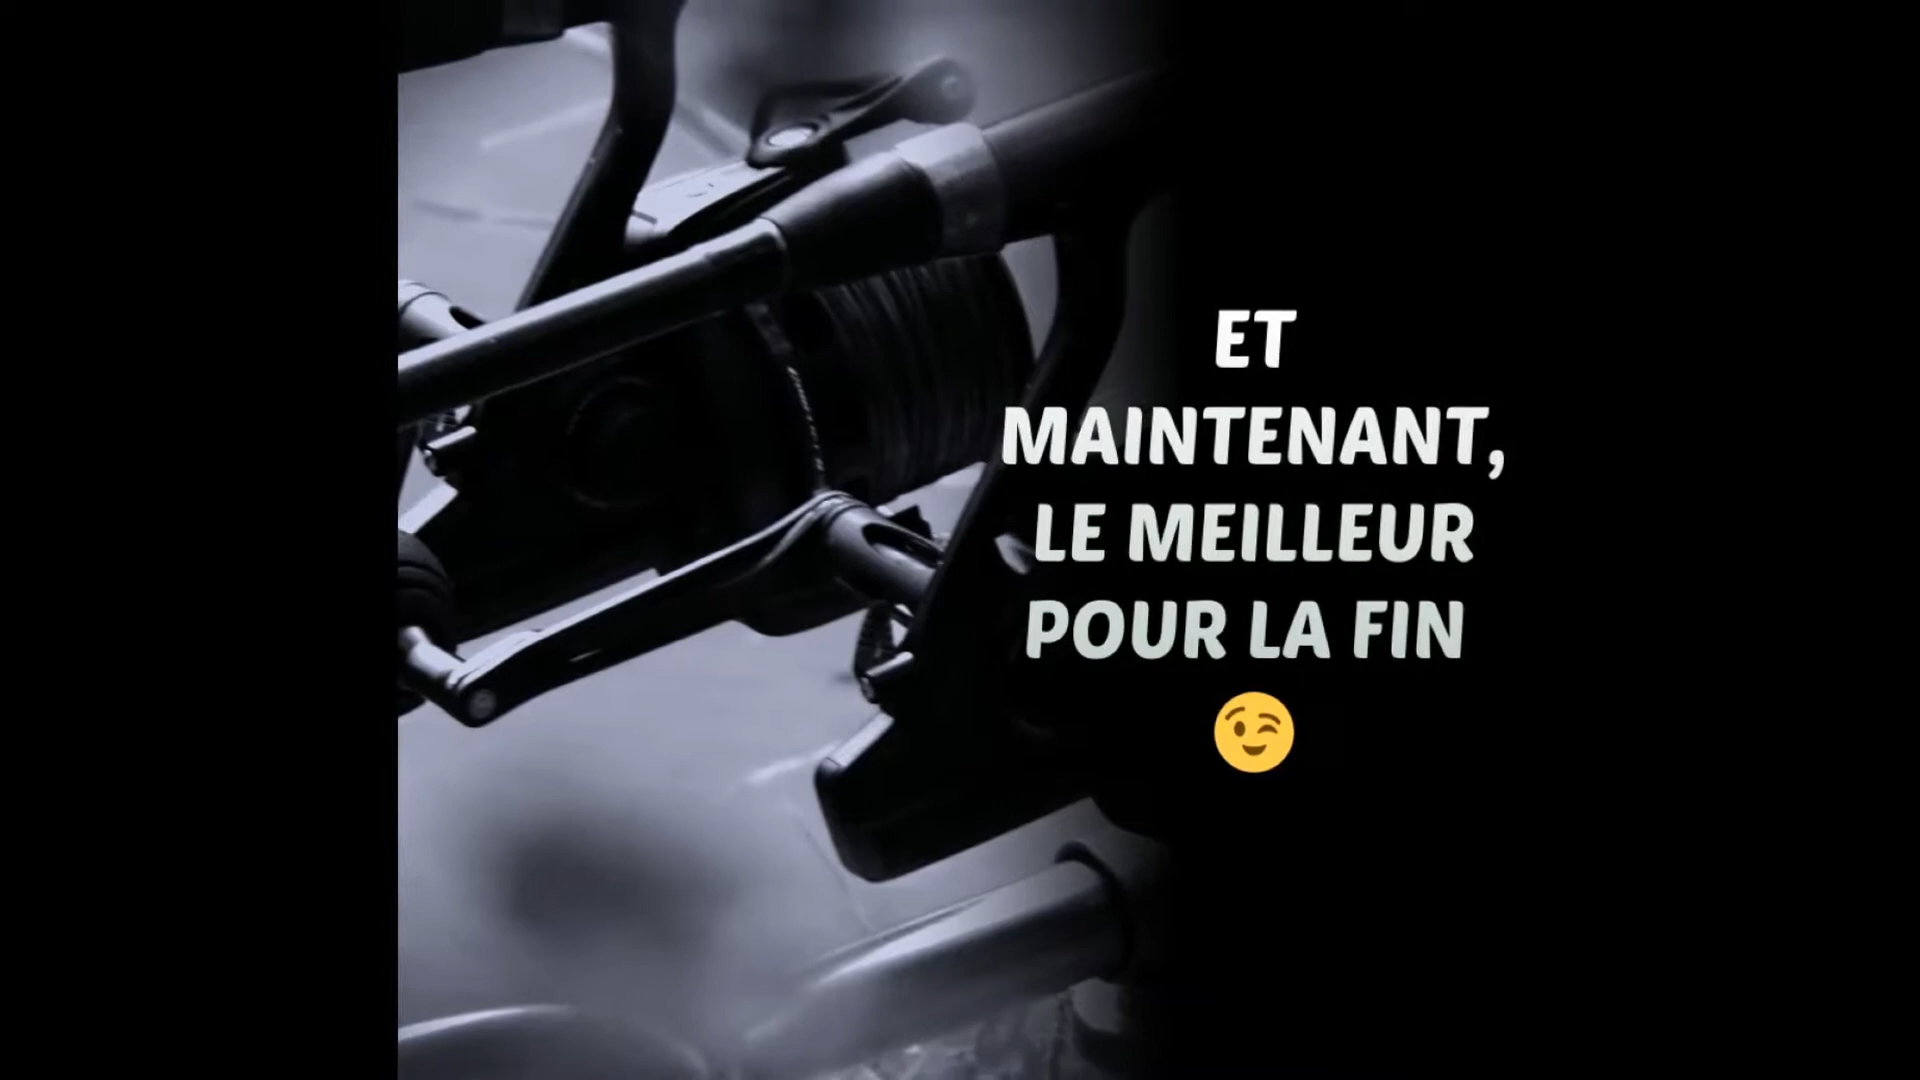 ET
MAINTENANT,
LE MEILLEUR
POUR LA FIN
😉